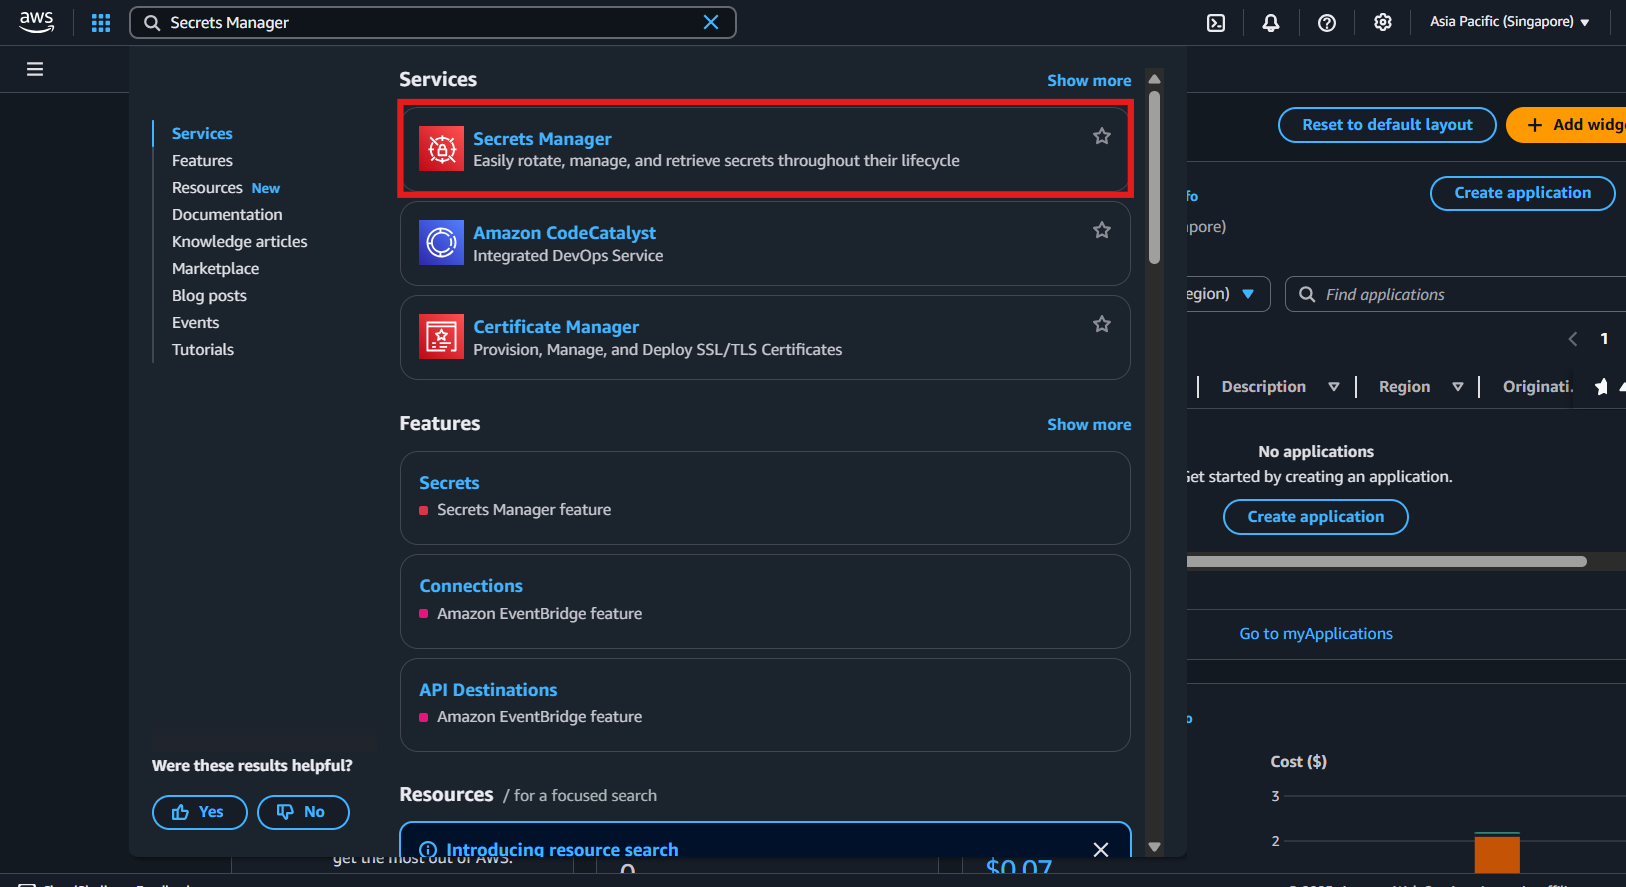 aws
Secrets Manager
Asia Pacific (Singapore)
Services
Features
Resources New
Documentation
Knowledge articles
Marketplace
Blog posts
Events
Tutorials
Were these results helpful?
Yes
No
Services
Show more
Secrets Manager
Easily rotate, manage, and retrieve secrets throughout their lifecycle
Amazon CodeCatalyst
Integrated DevOps Service
Certificate Manager
Provision, Manage, and Deploy SSL/TLS Certificates
Features
Show more
Secrets
Secrets Manager feature
Connections
Amazon EventBridge feature
API Destinations
Amazon EventBridge feature
Resources / for a focused search
Introducing resource search
get the most out of AWS.
0
$0.07
Reset to default layout
Add widg
fo
Create application
pore)
egion)
Find applications
1
Description
Region
Originati.
No applications
Get started by creating an application.
Create application
Go to myApplications
o
Cost ($)
3
2